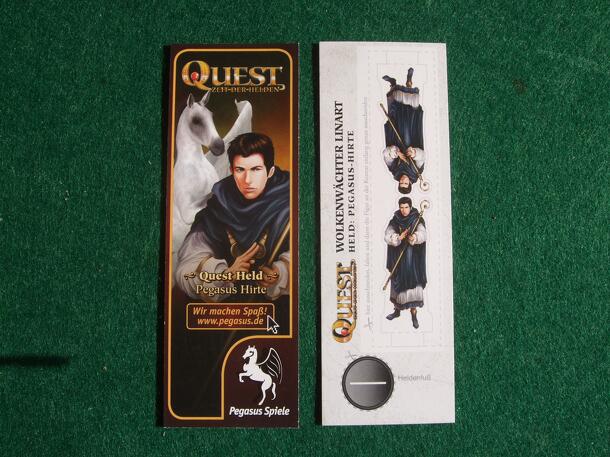 QUEST
ZEIT DER HELDEN
Quest Held
Pegasus Hirte
Wir machen Spaß!
www.pegasus.de
Pegasus Spiele
QUEST
WOLKENWÄCHTER LINART
HELD: PEGASUS-HIRTE
Heldenfuß